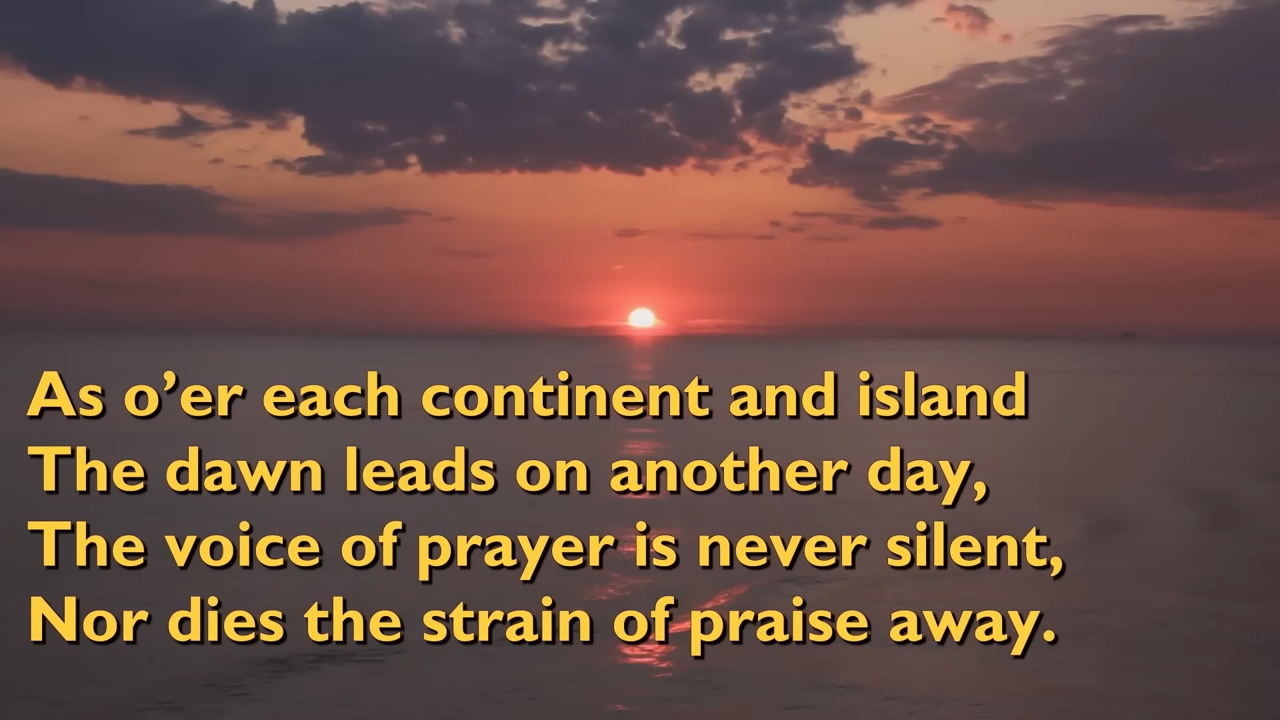 As o’er each continent and island
The dawn leads on another day,
The voice of prayer is never silent,
Nor dies the strain of praise away.